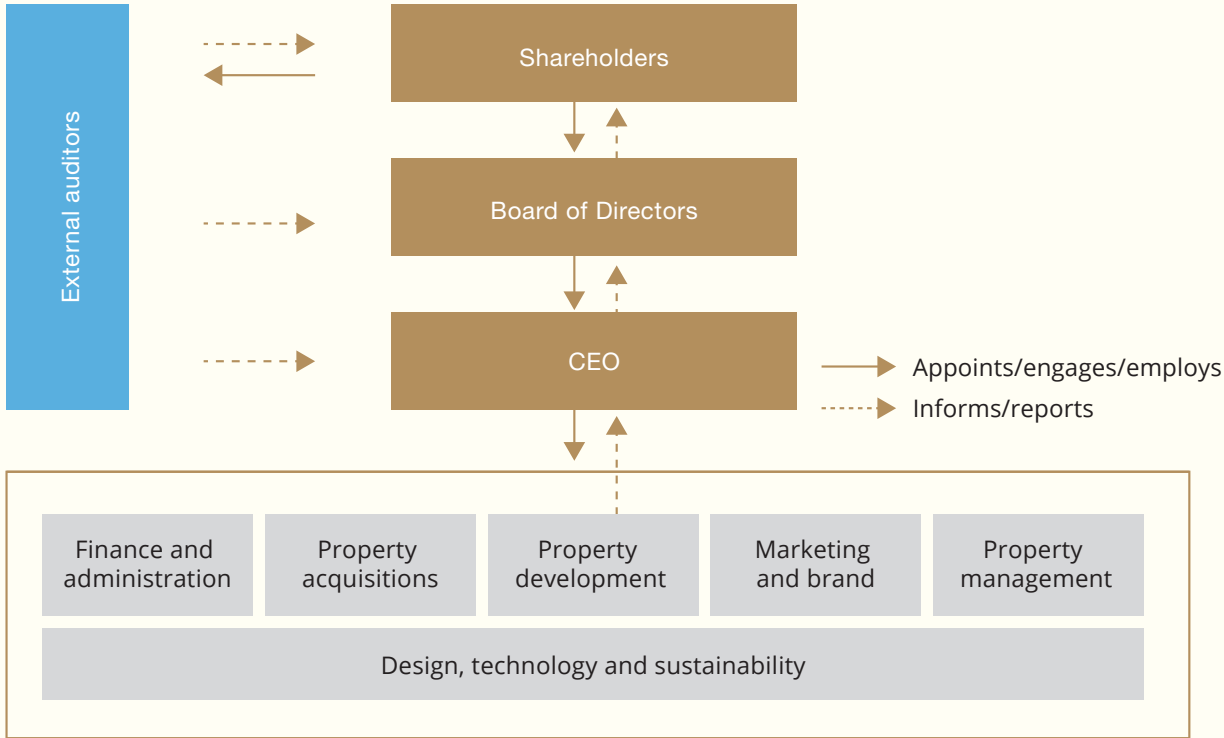 External auditors
Shareholders
Board of Directors
CEO
Appoints/engages/employs
Informs/reports
Finance and
administration
Property
acquisitions
Property
development
Marketing
and brand
Property
management
Design, technology and sustainability